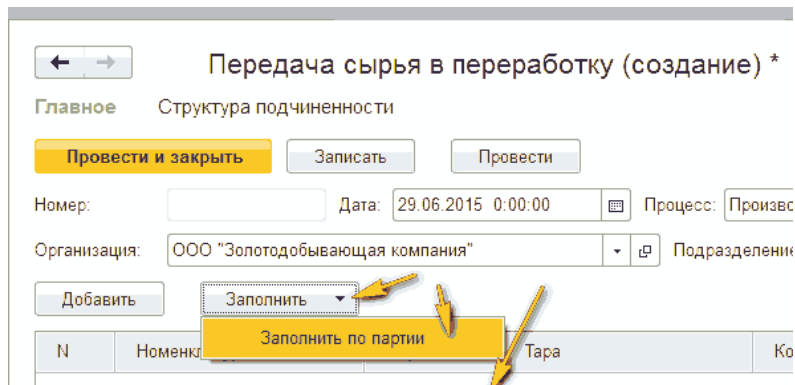 Передача сырья в переработку (создание) *
Главное Структура подчиненности
Провести и закрыть Записать Провести
Номер: Дата: 29.06.2015 0:00:00 Процесс:
Организация: ООО "Золотодобывающая компания"
Добавить Заполнить
Заполнить по партии
N Тара